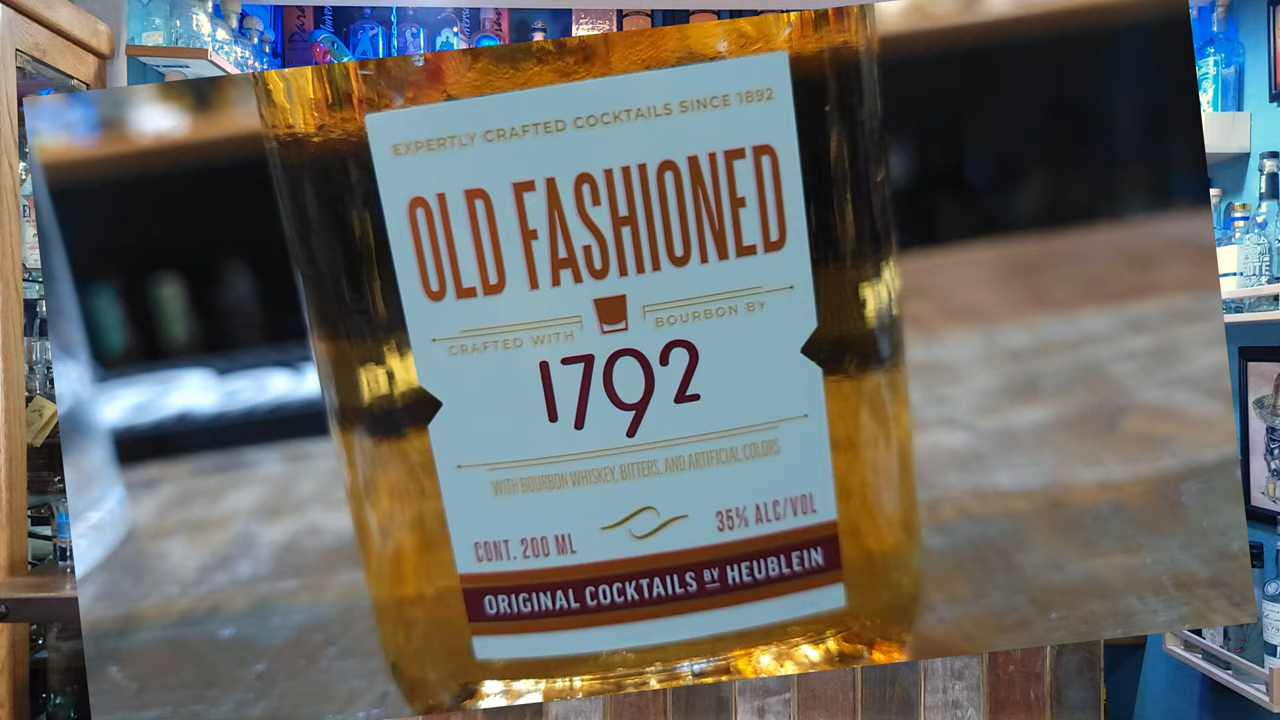 EXPERTLY CRAFTED COCKTAILS SINCE 1892
OLD FASHIONED
CRAFTED WITH BOURBON BY
1792
WITH BOURBON WHISKEY, BITTERS, AND ARTIFICIAL COLORS
CONT. 200 ML 35% ALC/VOL
ORIGINAL COCKTAILS BY HEUBLEIN